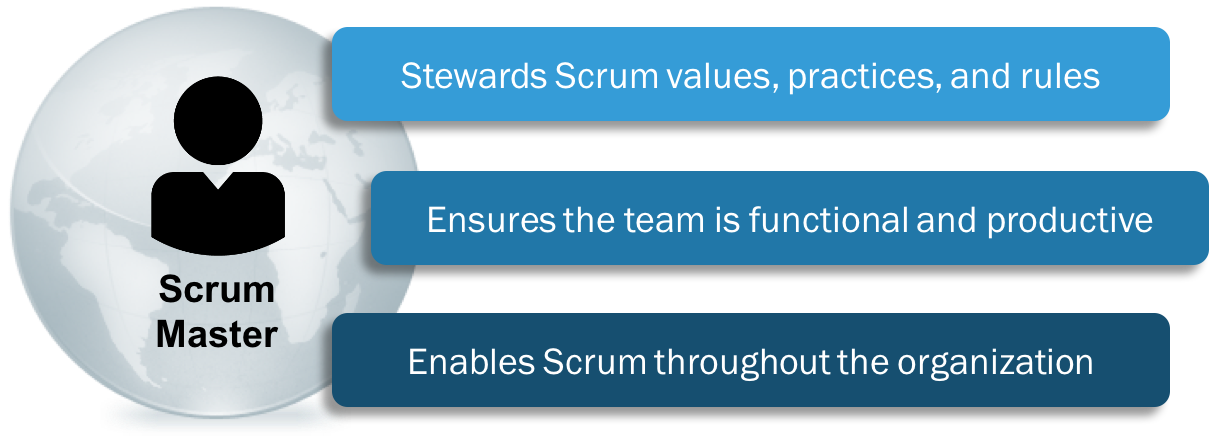 Stewards Scrum values, practices, and rules
Ensures the team is functional and productive
Scrum
Master
Enables Scrum throughout the organization